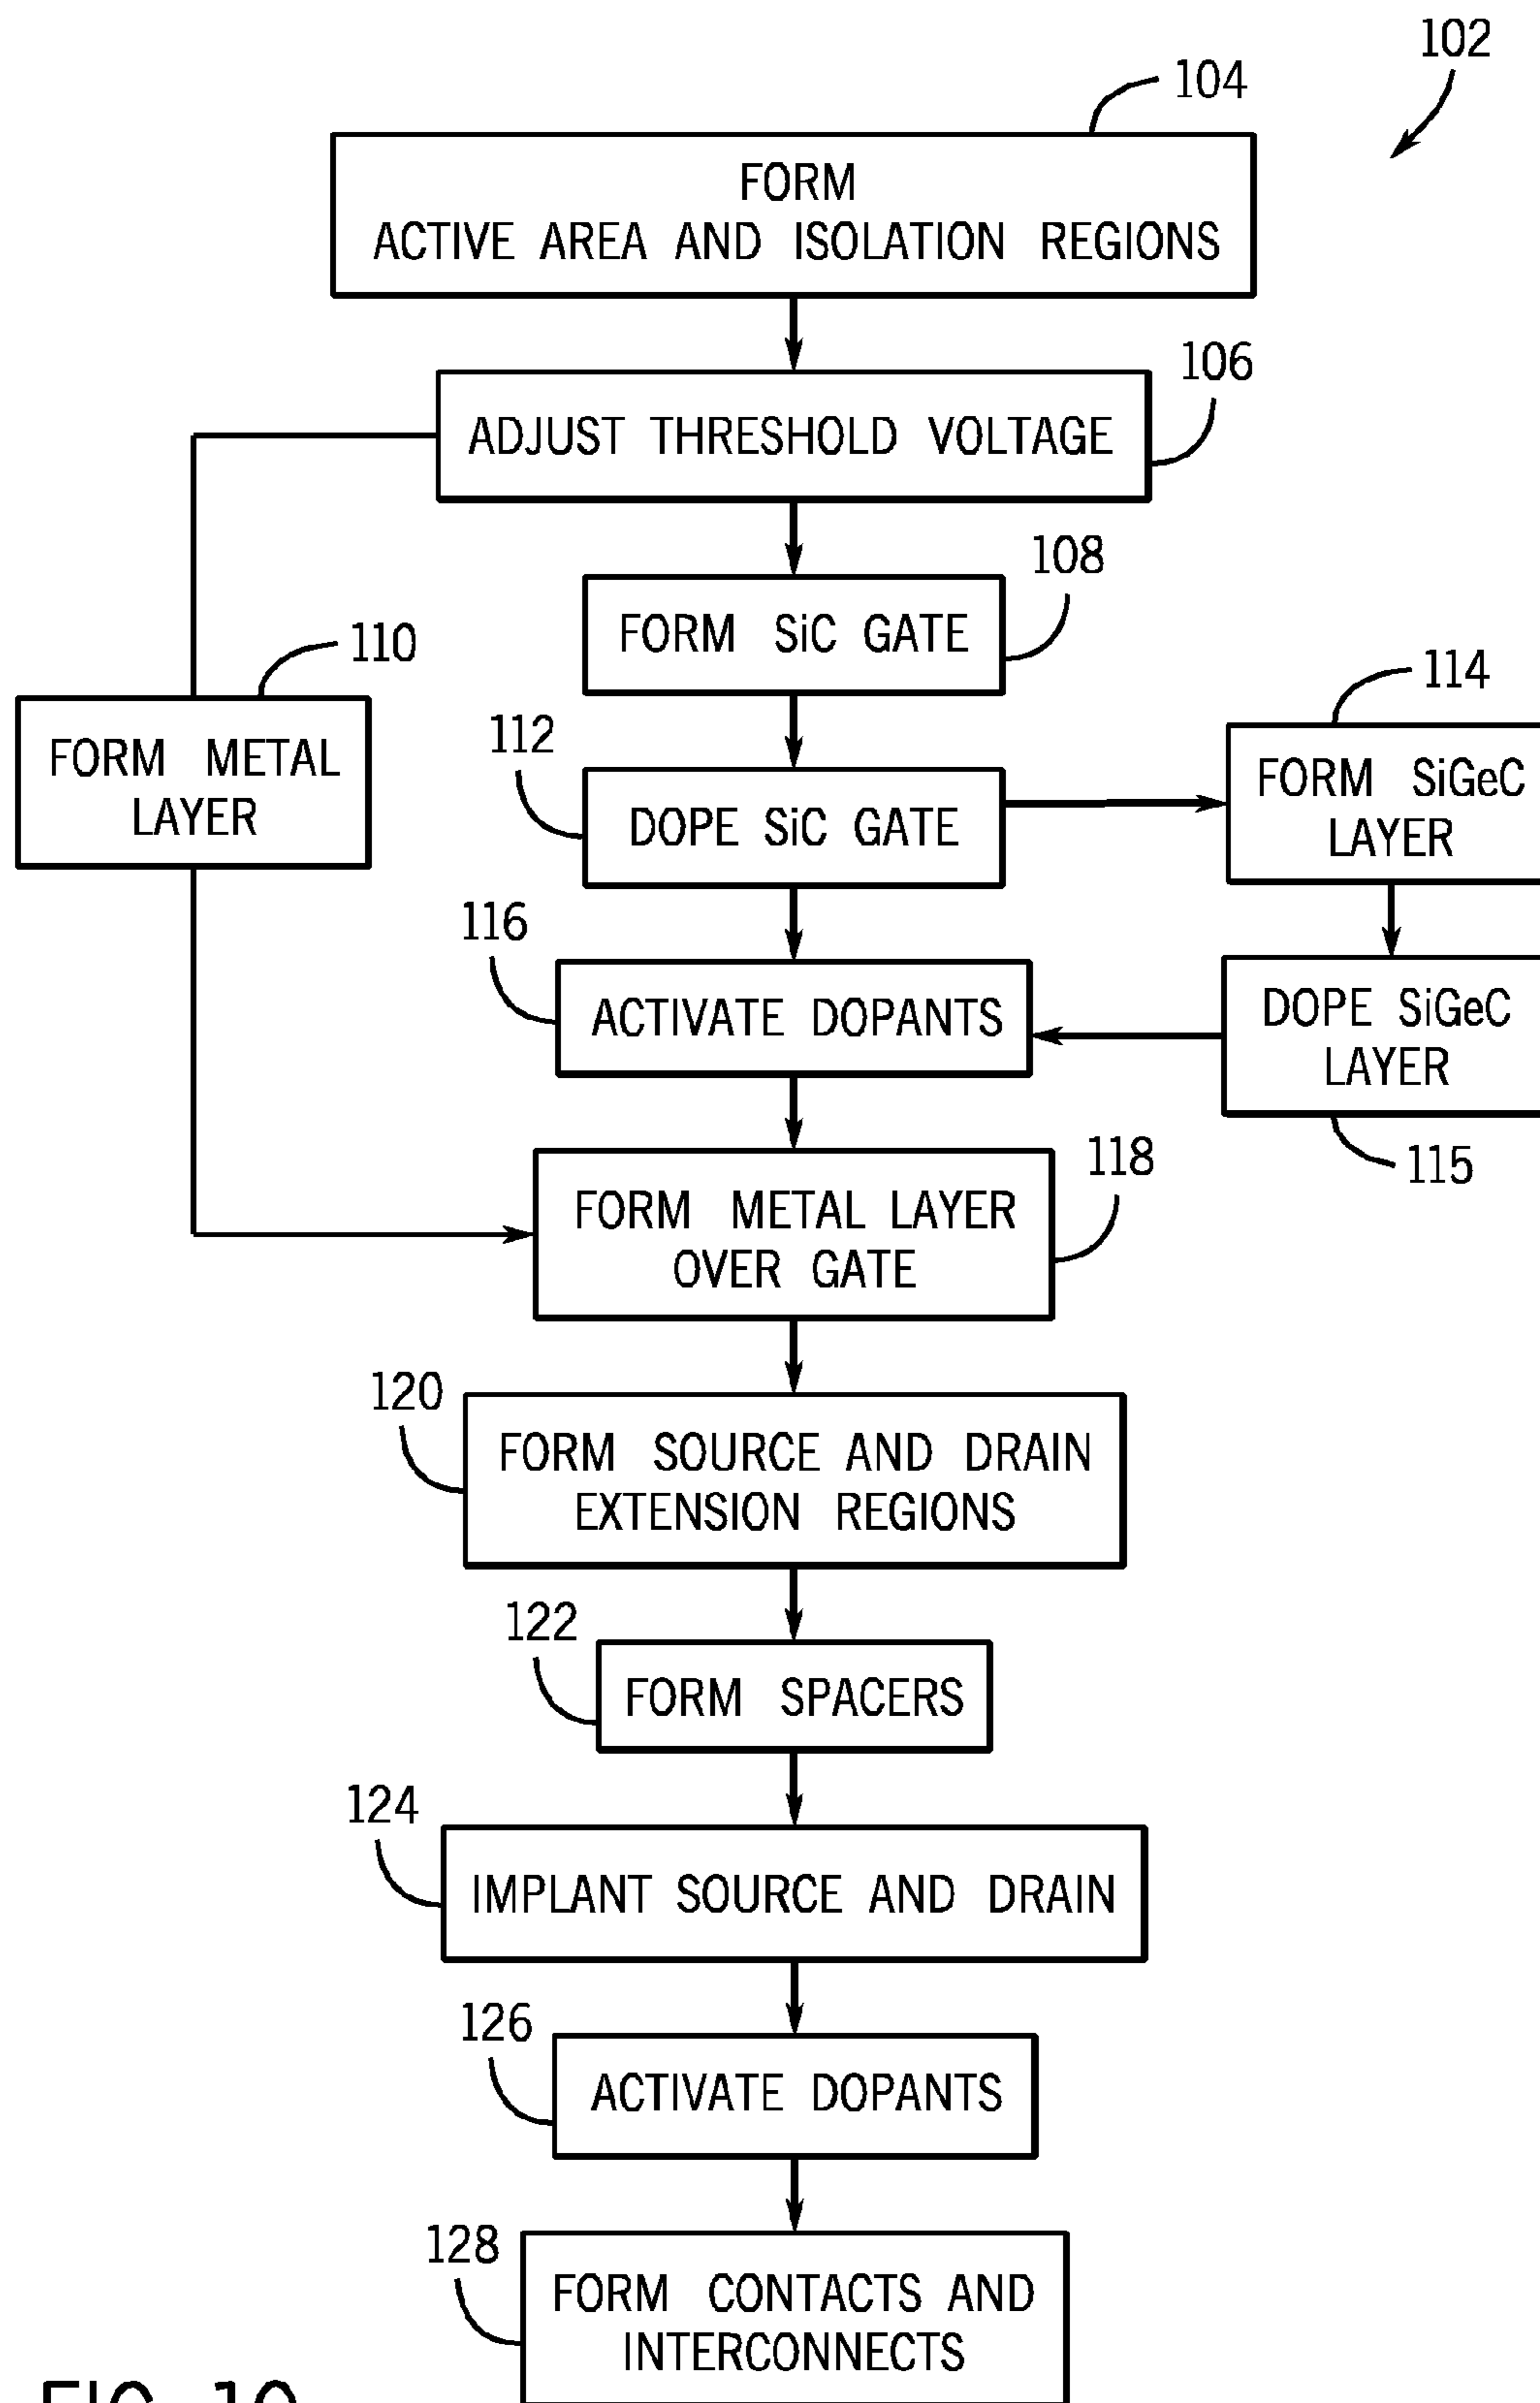 102
104
FORM
ACTIVE AREA AND ISOLATION REGIONS
106
ADJUST THRESHOLD VOLTAGE
108
FORM SiC GATE
110
FORM METAL
LAYER
112
DOPE SiC GATE
114
FORM SiGeC
LAYER
116
ACTIVATE DOPANTS
DOPE SiGeC
LAYER
115
118
FORM METAL LAYER
OVER GATE
120
FORM SOURCE AND DRAIN
EXTENSION REGIONS
122
FORM SPACERS
124
IMPLANT SOURCE AND DRAIN
126
ACTIVATE DOPANTS
128
FORM CONTACTS AND
INTERCONNECTS
FIG. 10